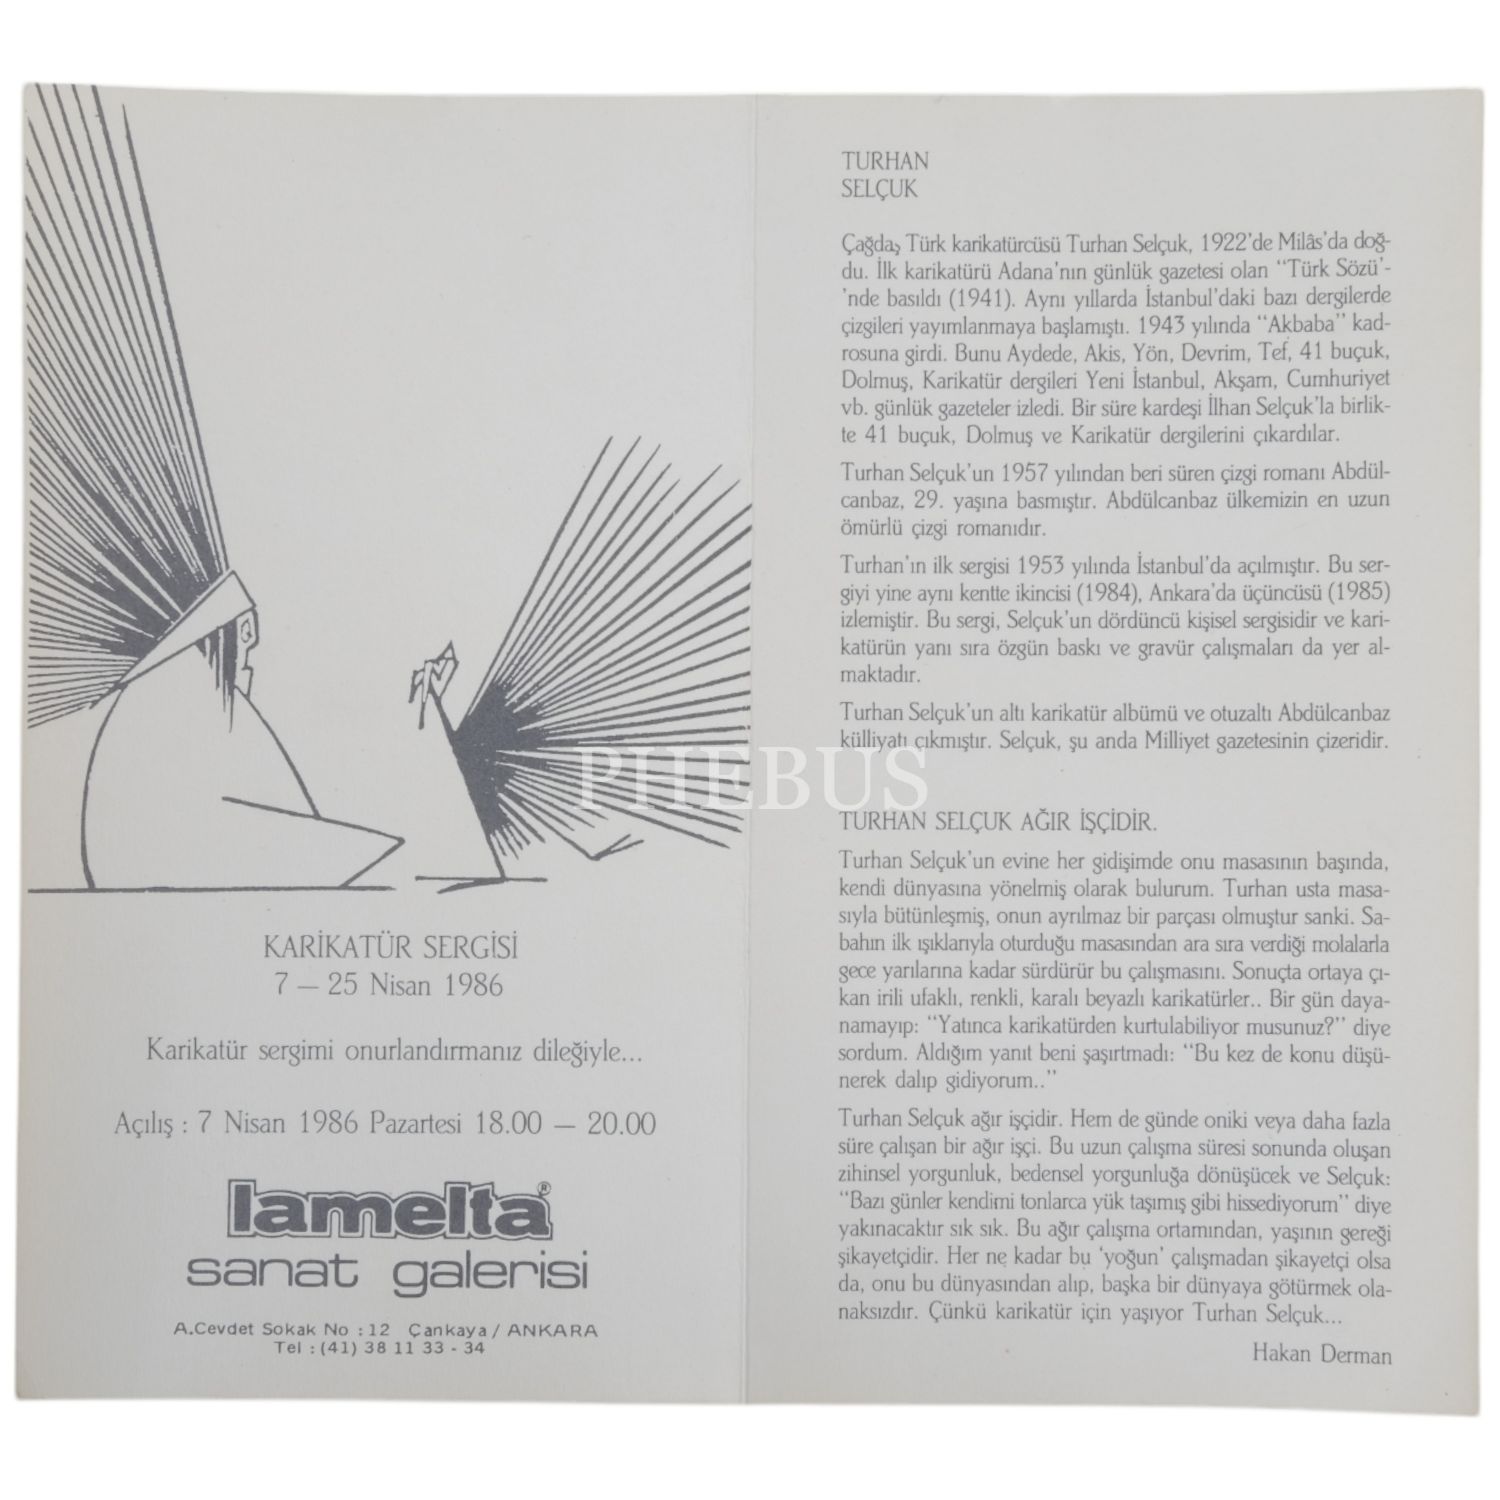 KARİKATÜR SERGİSİ
7 — 25 Nisan 1986
Karikatür sergimi onurlandırmanız dileğiyle...
Açılış : 7 Nisan 1986 Pazartesi 18.00 — 20.00
lamelta®
sanat galerisi
A.Cevdet Sokak No : 12 Çankaya / ANKARA
Tel : (41) 38 11 33 - 34
TURHAN
SELÇUK
Çağdaş Türk karikatürcüsü Turhan Selçuk, 1922'de Milâs'da doğ-
du. İlk karikatürü Adana'nın günlük gazetesi olan "Türk Sözü'-
'nde basıldı (1941). Aynı yıllarda İstanbul'daki bazı dergilerde
çizgileri yayımlanmaya başlamıştı. 1943 yılında "Akbaba" kad-
rosuna girdi. Bunu Aydede, Akis, Yön, Devrim, Tef, 41 buçuk,
Dolmuş, Karikatür dergileri Yeni İstanbul, Akşam, Cumhuriyet
vb. günlük gazeteler izledi. Bir süre kardeşi İlhan Selçuk'la birlik-
te 41 buçuk, Dolmuş ve Karikatür dergilerini çıkardılar.
Turhan Selçuk'un 1957 yılından beri süren çizgi romanı Abdül-
canbaz, 29. yaşına basmıştır. Abdülcanbaz ülkemizin en uzun
ömürlü çizgi romanıdır.
Turhan'ın ilk sergisi 1953 yılında İstanbul'da açılmıştır. Bu ser-
giyi yine aynı kentte ikincisi (1984), Ankara'da üçüncüsü (1985)
izlemiştir. Bu sergi, Selçuk'un dördüncü kişisel sergisidir ve kari-
katürün yanı sıra özgün baskı ve gravür çalışmaları da yer al-
maktadır.
Turhan Selçuk'un altı karikatür albümü ve otuzaltı Abdülcanbaz
külliyatı çıkmıştır. Selçuk, şu anda Milliyet gazetesinin çizeridir.
PHEBUS
TURHAN SELÇUK AĞIR İŞÇİDİR.
Turhan Selçuk'un evine her gidişimde onu masasının başında,
kendi dünyasına yönelmiş olarak bulurum. Turhan usta masa-
sıyla bütünleşmiş, onun ayrılmaz bir parçası olmuştur sanki. Sa-
bahın ilk ışıklarıyla oturduğu masasından ara sıra verdiği molalarla
gece yarılarına kadar sürdürür bu çalışmasını. Sonuçta ortaya çı-
kan irili ufaklı, renkli, karalı beyazlı karikatürler.. Bir gün daya-
namayıp: "Yatınca karikatürden kurtulabiliyor musunuz?" diye
sordum. Aldığım yanıt beni şaşırtmadı: "Bu kez de konu düşü-
nerek dalıp gidiyorum.."
Turhan Selçuk ağır işçidir. Hem de günde oniki veya daha fazla
süre çalışan bir ağır işçi. Bu uzun çalışma süresi sonunda oluşan
zihinsel yorgunluk, bedensel yorgunluğa dönüşücek ve Selçuk:
"Bazı günler kendimi tonlarca yük taşımış gibi hissediyorum" diye
yakınacaktır sık sık. Bu ağır çalışma ortamından, yaşının gereği
şikayetçidir. Her ne kadar bu 'yoğun' çalışmadan şikayetçi olsa
da, onu bu dünyasından alıp, başka bir dünyaya götürmek ola-
naksızdır. Çünkü karikatür için yaşıyor Turhan Selçuk...
Hakan Derman